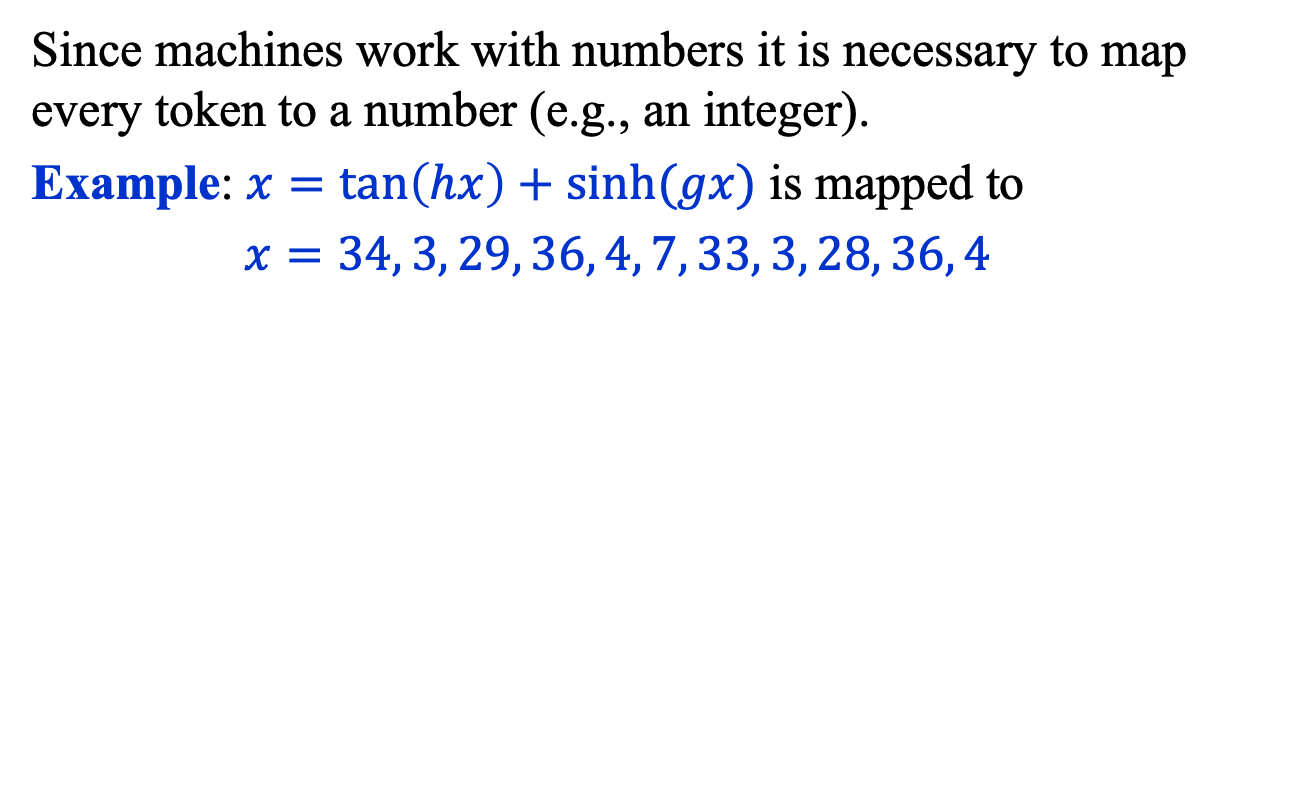 Since machines work with numbers it is necessary to map
every token to a number (e.g., an integer).
Example: 𝑥 = tan(ℎ𝑥) + sinh(𝑔𝑥) is mapped to
𝑥 = 34, 3, 29, 36, 4, 7, 33, 3, 28, 36, 4